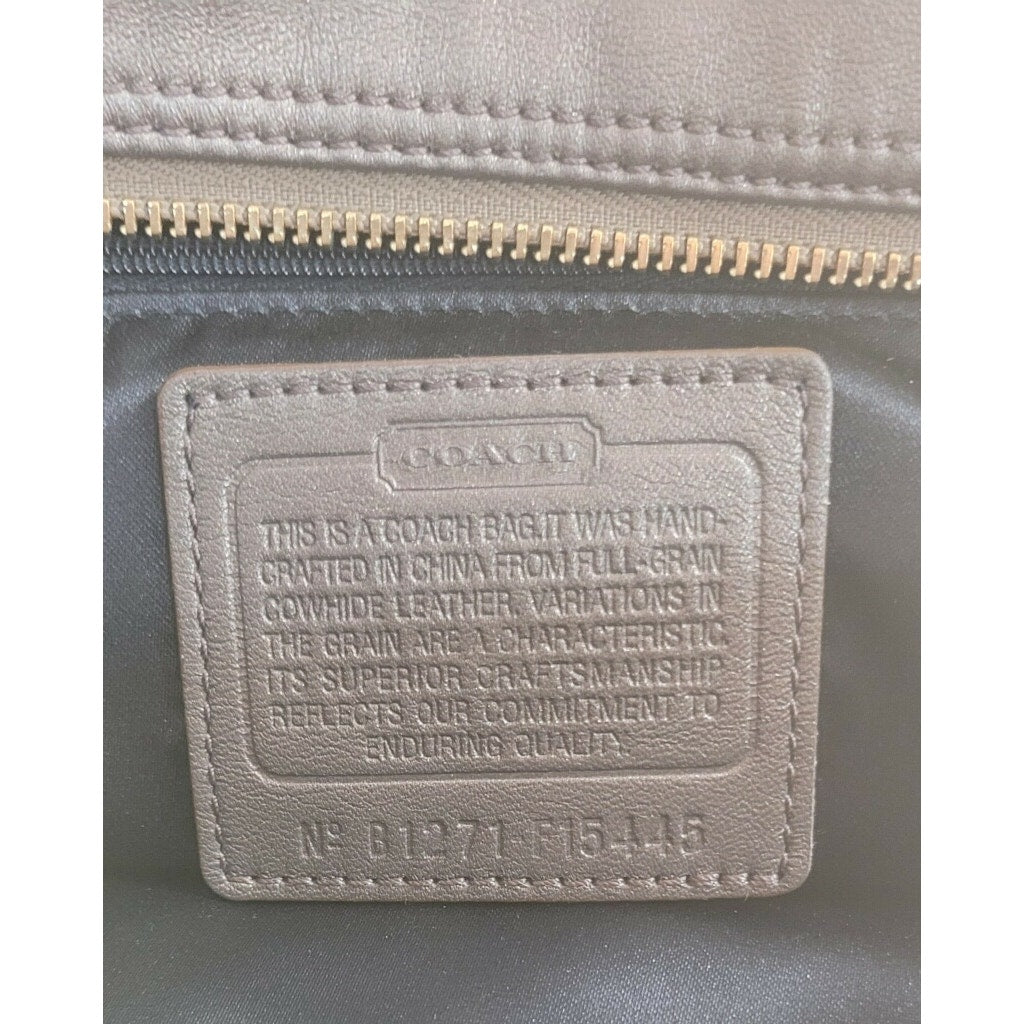 COACH
THIS IS A COACH BAG.IT WAS HAND-
CRAFTED IN CHINA FROM FULL-GRAIN
COWHIDE LEATHER. VARIATIONS IN
THE GRAIN ARE A CHARACTERISTIC.
ITS SUPERIOR CRAFTSMANSHIP
REFLECTS OUR COMMITMENT TO
ENDURING QUALITY.
Nº B1271-F15445